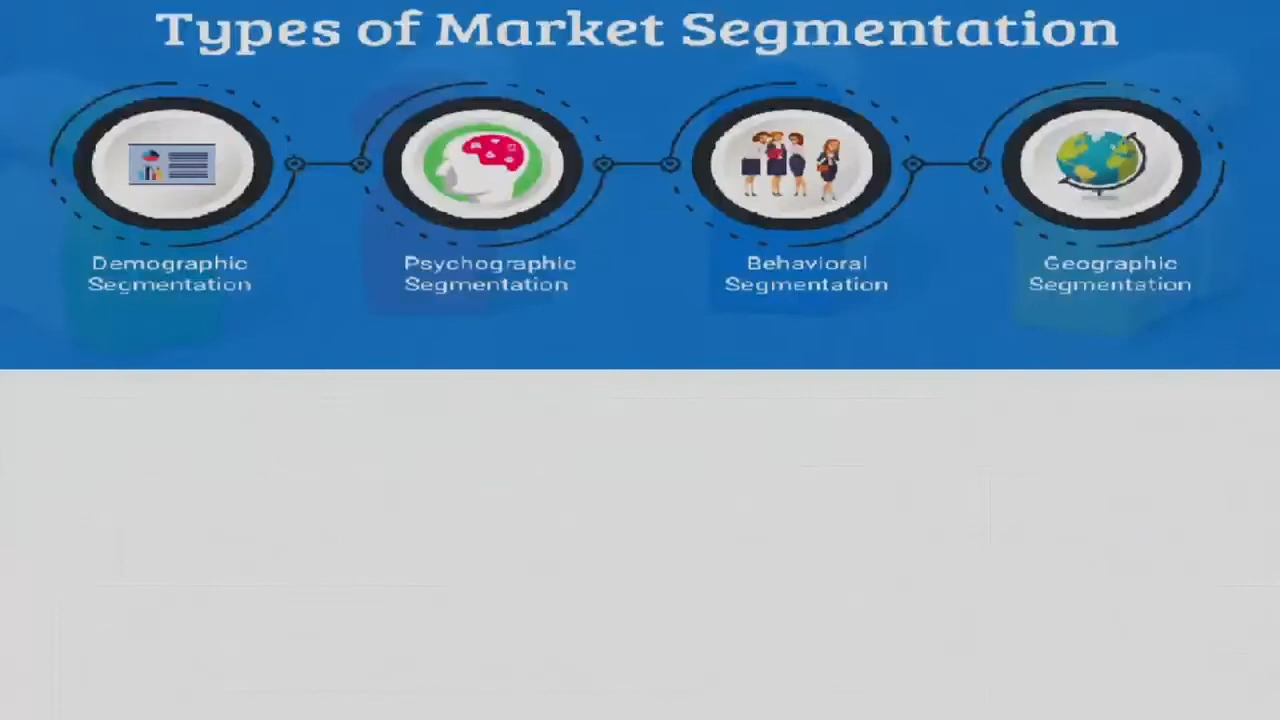 Types of Market Segmentation
Demographic
Segmentation
Psychographic
Segmentation
Behavioral
Segmentation
Geographic
Segmentation